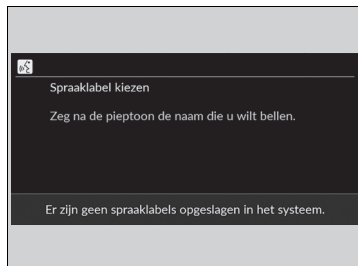 Spraaklabel kiezen
Zeg na de pieptoon de naam die u wilt bellen.
Er zijn geen spraaklabels opgeslagen in het systeem.